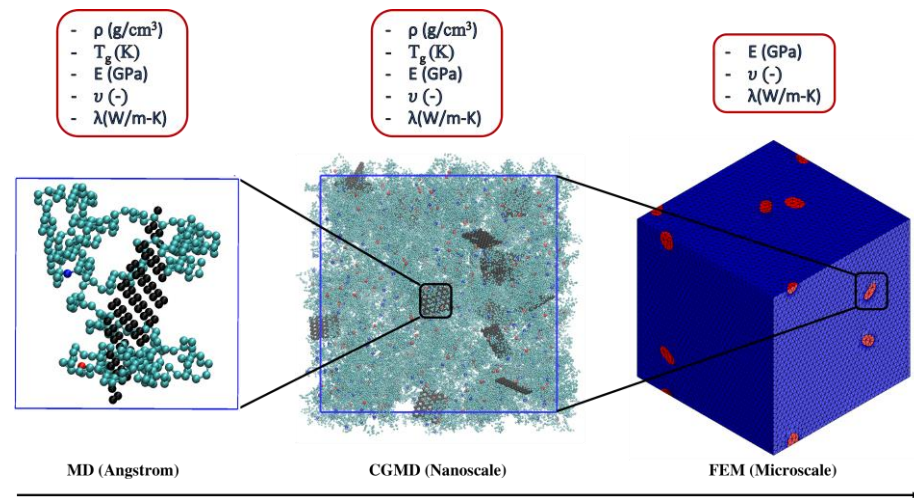 - ρ (g/cm³)
- T_g (K)
- E (GPa)
- υ (-)
- λ(W/m-K)
- ρ (g/cm³)
- T_g (K)
- E (GPa)
- υ (-)
- λ(W/m-K)
- E (GPa)
- υ (-)
- λ(W/m-K)
MD (Angstrom)
CGMD (Nanoscale)
FEM (Microscale)